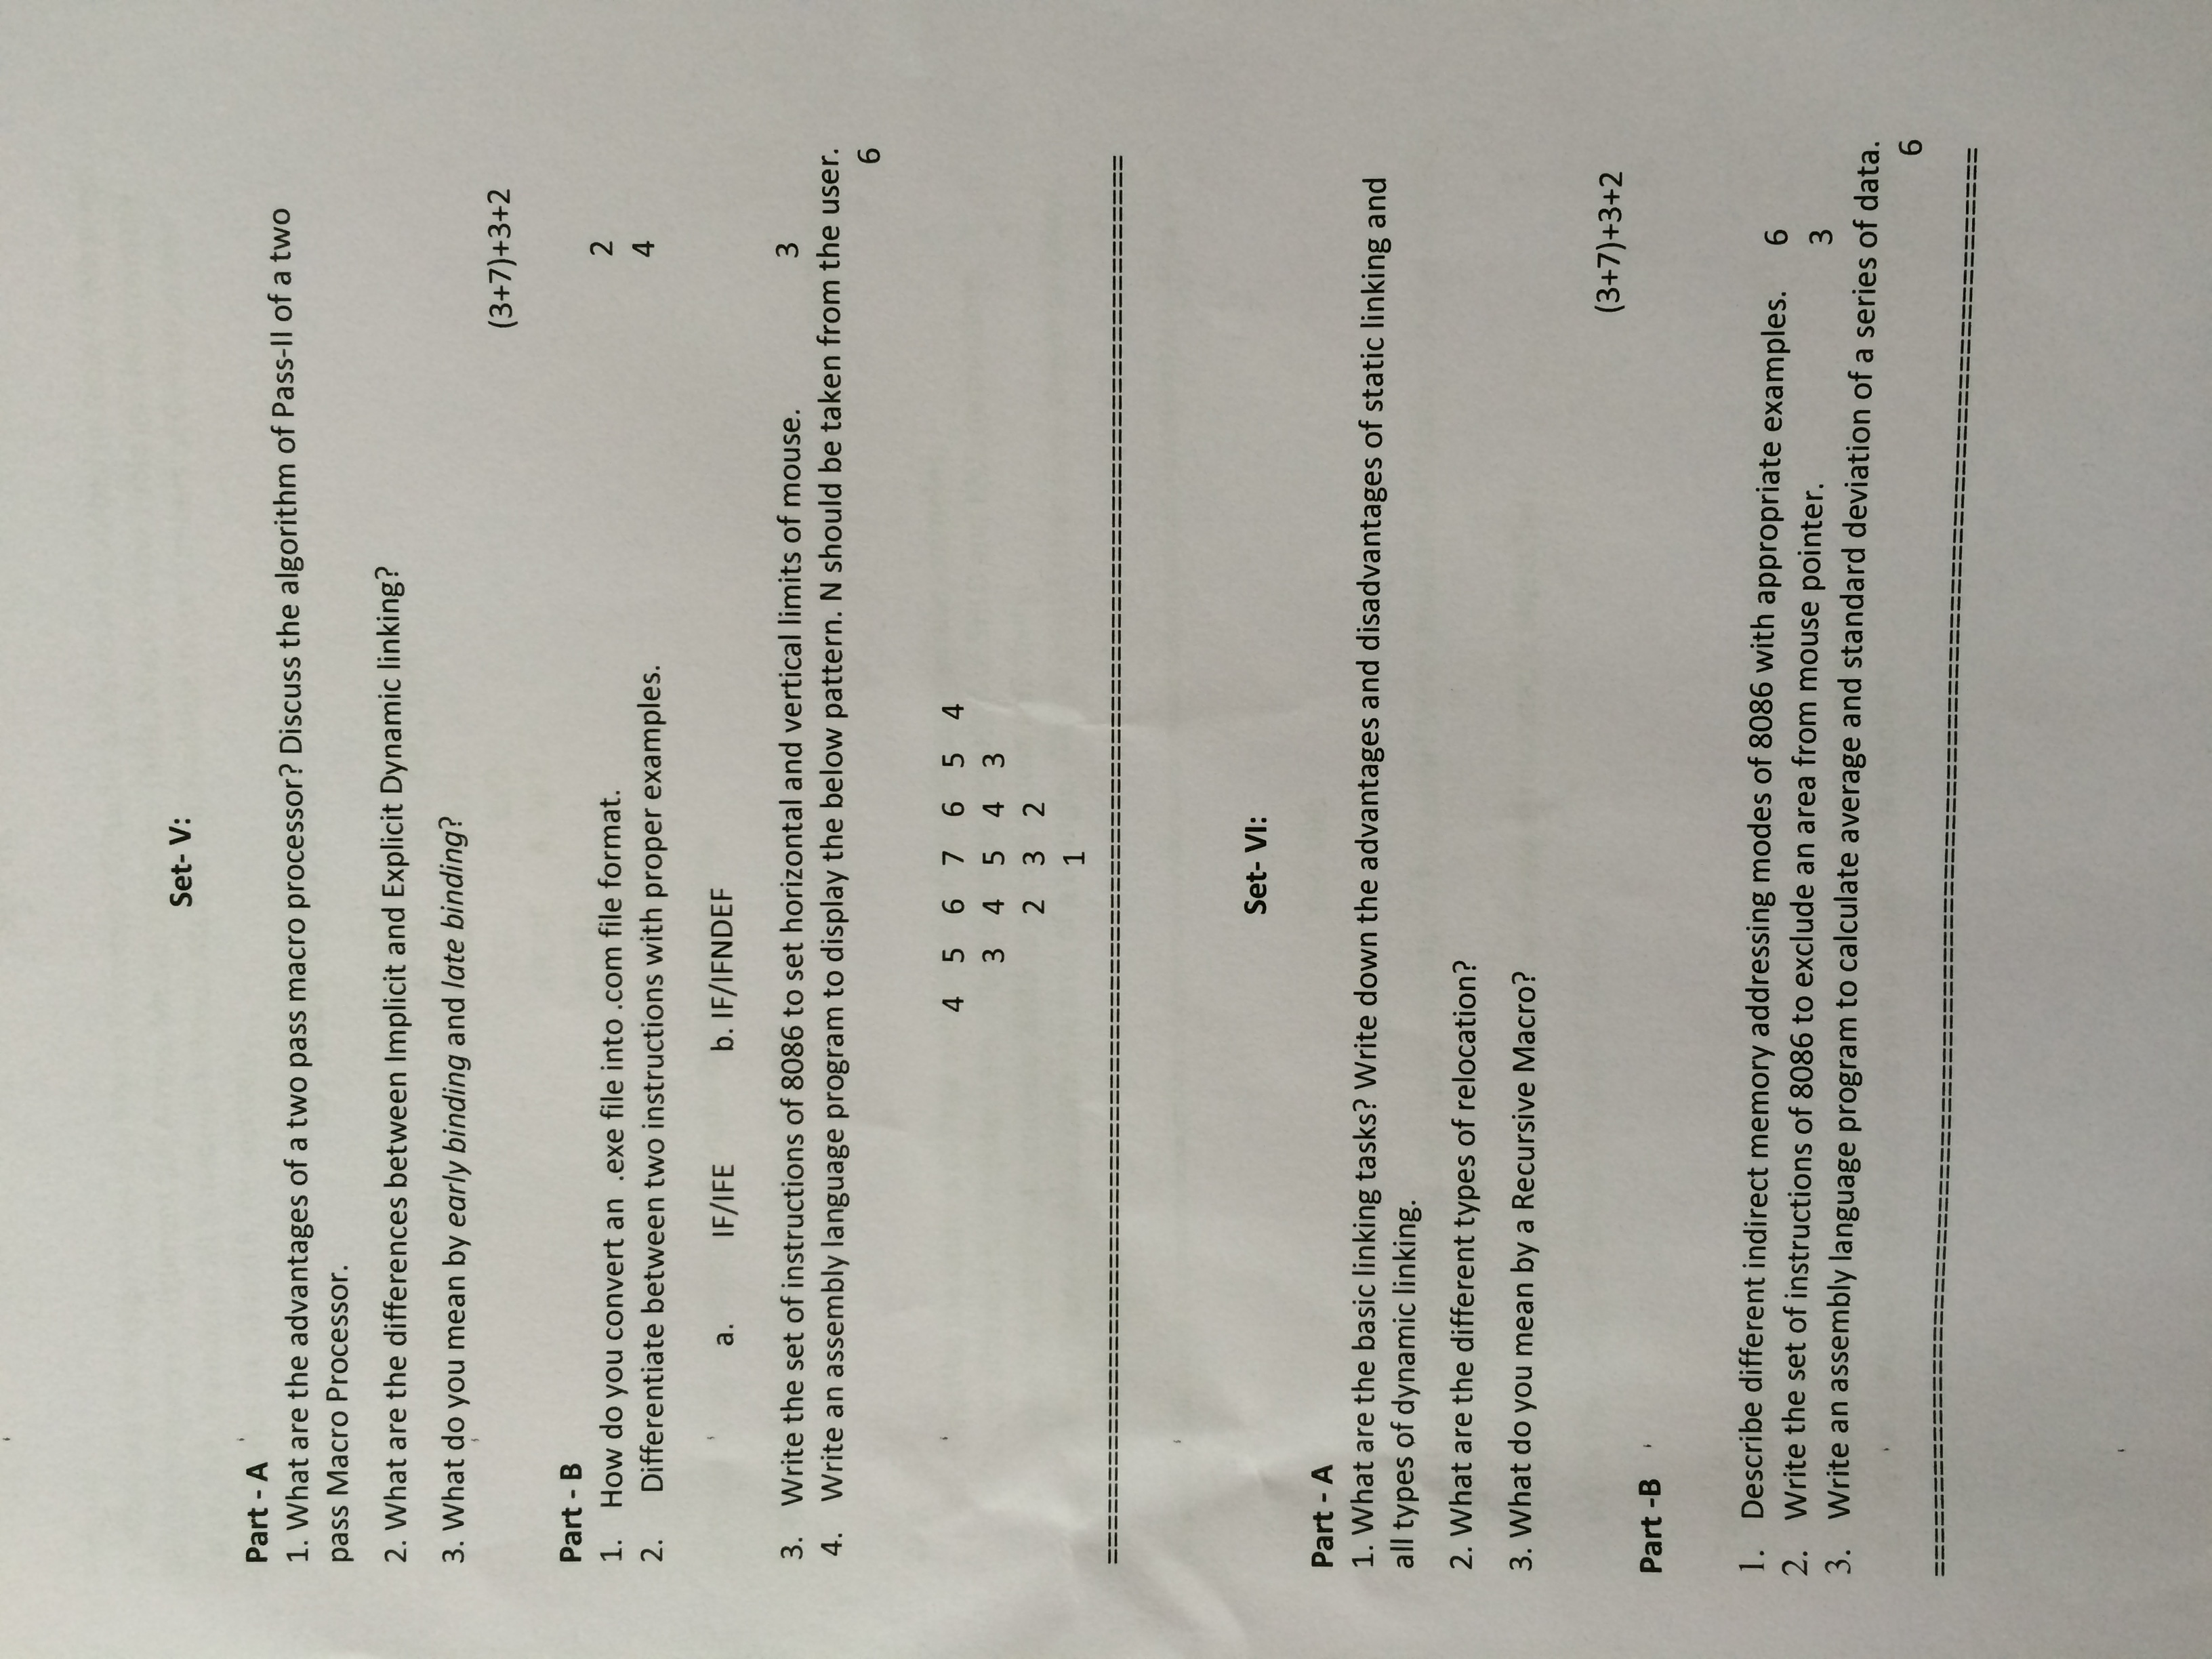 Set- V:
Part - A
1. What are the advantages of a two pass macro processor? Discuss the algorithm of Pass-II of a two
pass Macro Processor.
2. What are the differences between Implicit and Explicit Dynamic linking?
3. What do you mean by early binding and late binding?
(3+7)+3+2
Part - B
1. How do you convert an .exe file into .com file format. 2
2. Differentiate between two instructions with proper examples. 4
a. IF/IFE b. IF/IFNDEF
3. Write the set of instructions of 8086 to set horizontal and vertical limits of mouse. 3
4. Write an assembly language program to display the below pattern. N should be taken from the user.
6
4 5 6 7 6 5 4
3 4 5 4 3
2 3 2
1
=====================================================================================
Set- VI:
Part - A
1. What are the basic linking tasks? Write down the advantages and disadvantages of static linking and
all types of dynamic linking.
2. What are the different types of relocation?
3. What do you mean by a Recursive Macro?
(3+7)+3+2
Part -B
1. Describe different indirect memory addressing modes of 8086 with appropriate examples. 6
2. Write the set of instructions of 8086 to exclude an area from mouse pointer. 3
3. Write an assembly language program to calculate average and standard deviation of a series of data.
6
=====================================================================================